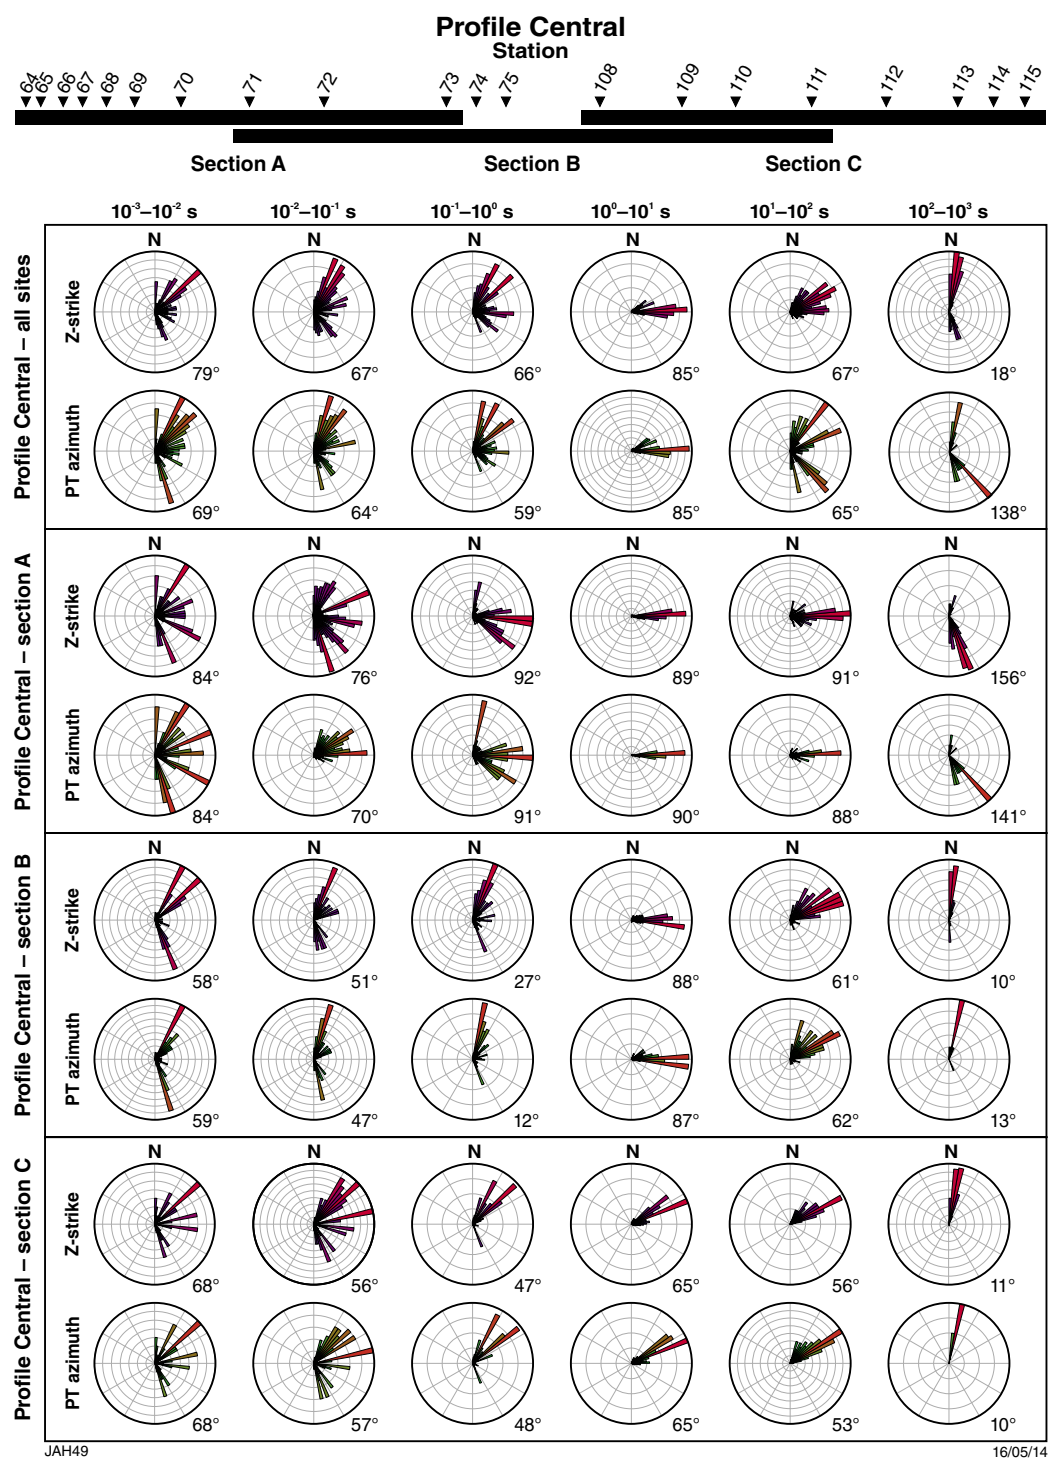 Profile Central
Station
64 65 66 67 68 69 70 71 72 73 74 75 108 109 110 111 112 113 114 115
Section A Section B Section C
10⁻³–10⁻² s 10⁻²–10⁻¹ s 10⁻¹–10⁰ s 10⁰–10¹ s 10¹–10² s 10²–10³ s
Profile Central – all sites
N N N N N N
Z-strike
79° 67° 66° 85° 67° 18°
PT azimuth
69° 64° 59° 85° 65° 138°
Profile Central – section A
N N N N N N
Z-strike
84° 76° 92° 89° 91° 156°
PT azimuth
84° 70° 91° 90° 88° 141°
Profile Central – section B
N N N N N N
Z-strike
58° 51° 27° 88° 61° 10°
PT azimuth
59° 47° 12° 87° 62° 13°
Profile Central – section C
N N N N N N
Z-strike
68° 56° 47° 65° 56° 11°
PT azimuth
68° 57° 48° 65° 53° 10°
JAH49 16/05/14